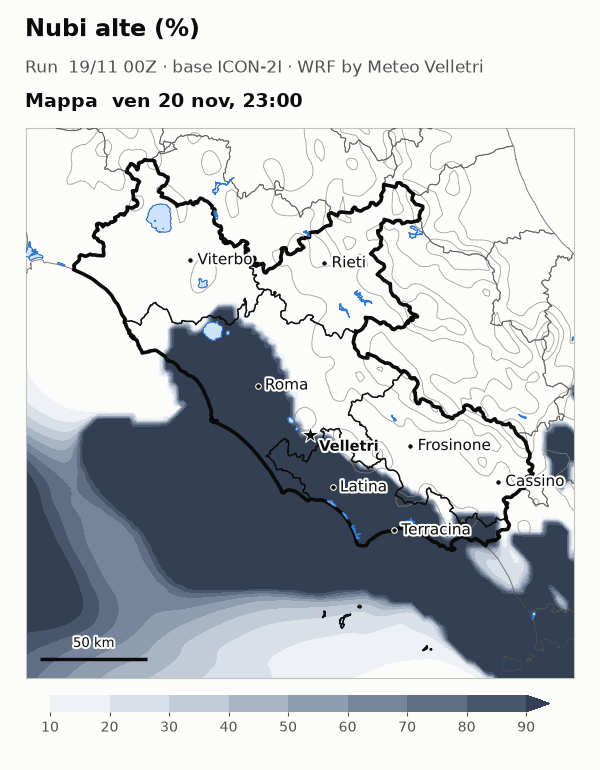 Nubi alte (%)
Run  19/11 00Z · base ICON-2I · WRF by Meteo Velletri
Mappa  ven 20 nov, 23:00
Viterbo
Rieti
Roma
Velletri
Frosinone
Latina
Cassino
Terracina
50 km
10 20 30 40 50 60 70 80 90